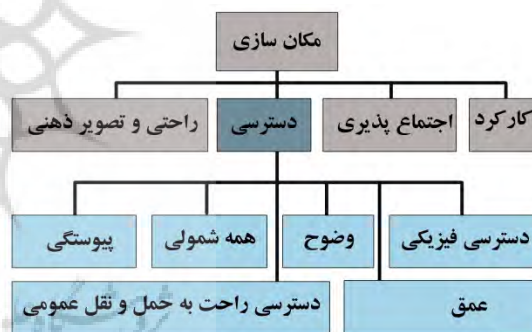 مکان سازی
کارکرد
اجتماع پذیری
دسترسی
راحتی و تصویر ذهنی
دسترسی فیزیکی
وضوح
همه شمولی
پیوستگی
عمق
دسترسی راحت به حمل و نقل عمومی